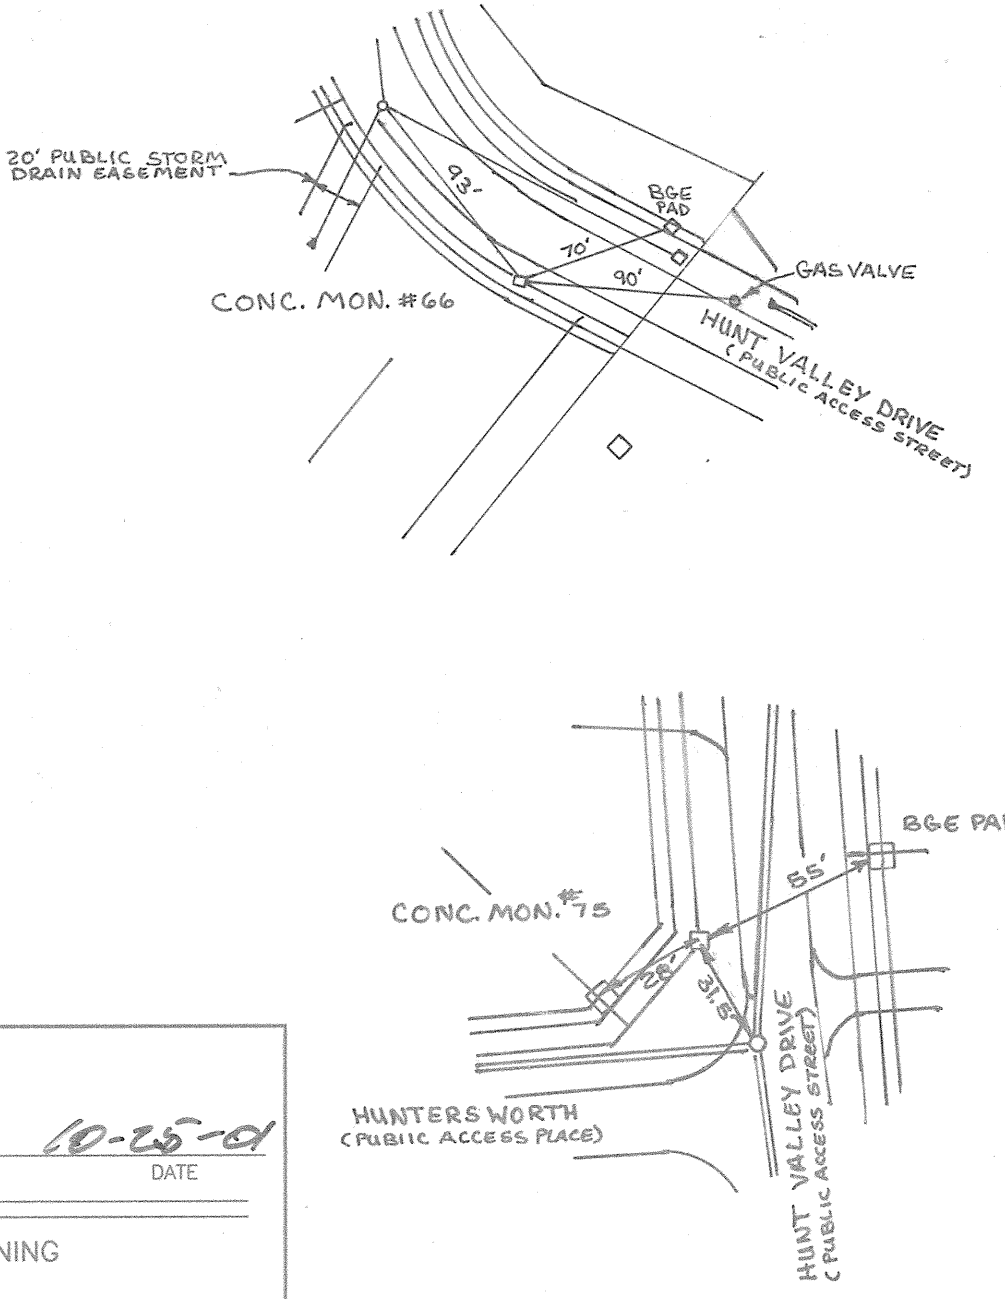 20' PUBLIC STORM
DRAIN EASEMENT
93'
BGE
PAD
70'
90'
GAS VALVE
CONC. MON. #66
HUNT VALLEY DRIVE
(PUBLIC ACCESS STREET)
BGE PAD
55'
CONC. MON. #75
28'
31.5'
HUNTERSWORTH
(PUBLIC ACCESS PLACE)
HUNT VALLEY DRIVE
(PUBLIC ACCESS STREET)
10-25-01
DATE
NING